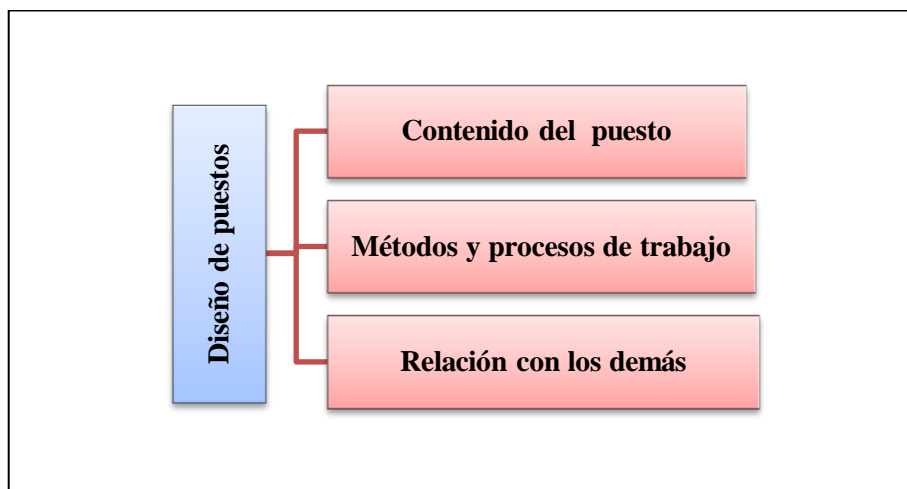 Diseño de puestos
Contenido del puesto
Métodos y procesos de trabajo
Relación con los demás